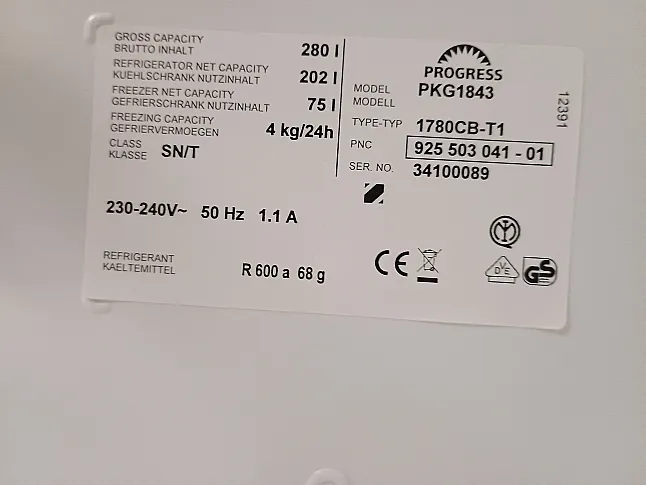 GROSS CAPACITY
BRUTTO INHALT 280 l
REFRIGERATOR NET CAPACITY
KUEHLSCHRANK NUTZINHALT 202 l
FREEZER NET CAPACITY
GEFRIERSCHRANK NUTZINHALT 75 l
FREEZING CAPACITY
GEFRIERVERMOEGEN 4 kg/24h
CLASS
KLASSE SN/T
230-240V~ 50 Hz 1.1 A
REFRIGERANT
KAELTEMITTEL R 600 a 68 g
PROGRESS
MODEL PKG1843
MODELL
TYPE-TYP 1780CB-T1
PNC 925 503 041 - 01
SER. NO. 34100089
12391
CE
DVE
GS